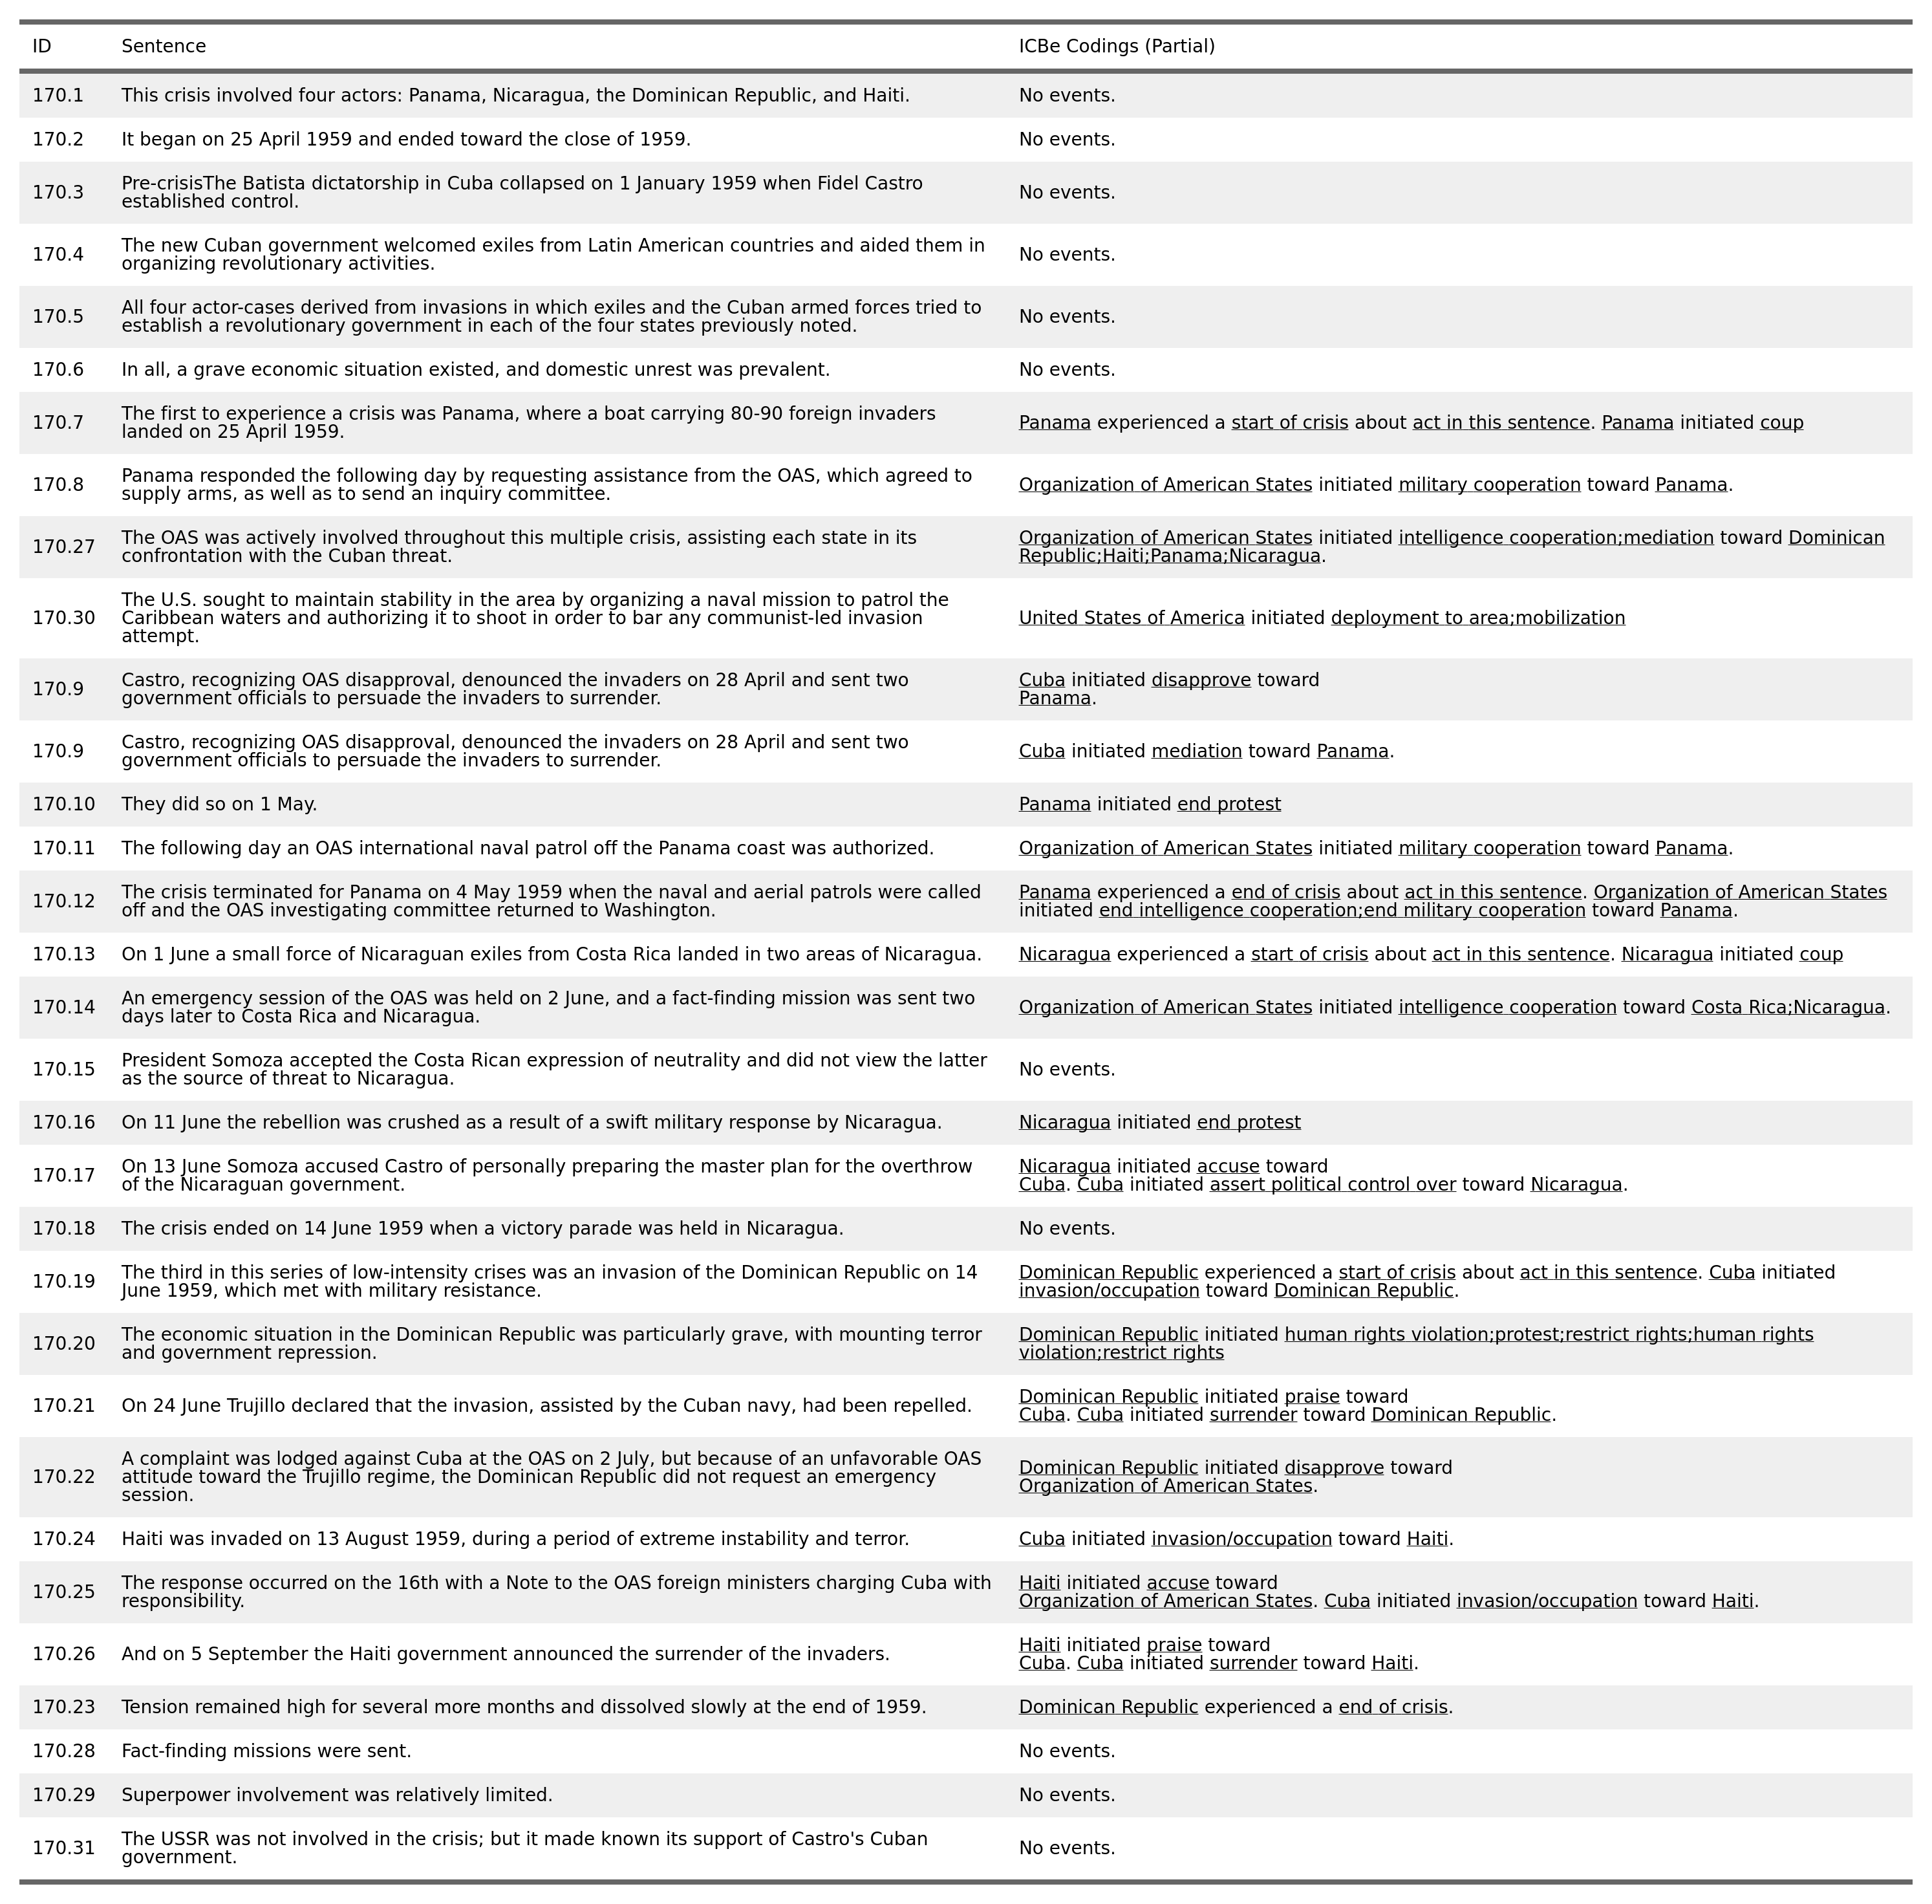 ID Sentence ICBe Codings (Partial)
170.1 This crisis involved four actors: Panama, Nicaragua, the Dominican Republic, and Haiti. No events.
170.2 It began on 25 April 1959 and ended toward the close of 1959. No events.
170.3 Pre-crisisThe Batista dictatorship in Cuba collapsed on 1 January 1959 when Fidel Castro
established control. No events.
170.4 The new Cuban government welcomed exiles from Latin American countries and aided them in
organizing revolutionary activities. No events.
170.5 All four actor-cases derived from invasions in which exiles and the Cuban armed forces tried to
establish a revolutionary government in each of the four states previously noted. No events.
170.6 In all, a grave economic situation existed, and domestic unrest was prevalent. No events.
170.7 The first to experience a crisis was Panama, where a boat carrying 80-90 foreign invaders
landed on 25 April 1959. Panama experienced a start of crisis about act in this sentence. Panama initiated coup
170.8 Panama responded the following day by requesting assistance from the OAS, which agreed to
supply arms, as well as to send an inquiry committee. Organization of American States initiated military cooperation toward Panama.
170.27 The OAS was actively involved throughout this multiple crisis, assisting each state in its
confrontation with the Cuban threat. Organization of American States initiated intelligence cooperation;mediation toward Dominican
Republic;Haiti;Panama;Nicaragua.
170.30 The U.S. sought to maintain stability in the area by organizing a naval mission to patrol the
Caribbean waters and authorizing it to shoot in order to bar any communist-led invasion
attempt. United States of America initiated deployment to area;mobilization
170.9 Castro, recognizing OAS disapproval, denounced the invaders on 28 April and sent two
government officials to persuade the invaders to surrender. Cuba initiated disapprove toward
Panama.
170.9 Castro, recognizing OAS disapproval, denounced the invaders on 28 April and sent two
government officials to persuade the invaders to surrender. Cuba initiated mediation toward Panama.
170.10 They did so on 1 May. Panama initiated end protest
170.11 The following day an OAS international naval patrol off the Panama coast was authorized. Organization of American States initiated military cooperation toward Panama.
170.12 The crisis terminated for Panama on 4 May 1959 when the naval and aerial patrols were called
off and the OAS investigating committee returned to Washington. Panama experienced a end of crisis about act in this sentence. Organization of American States
initiated end intelligence cooperation;end military cooperation toward Panama.
170.13 On 1 June a small force of Nicaraguan exiles from Costa Rica landed in two areas of Nicaragua. Nicaragua experienced a start of crisis about act in this sentence. Nicaragua initiated coup
170.14 An emergency session of the OAS was held on 2 June, and a fact-finding mission was sent two
days later to Costa Rica and Nicaragua. Organization of American States initiated intelligence cooperation toward Costa Rica;Nicaragua.
170.15 President Somoza accepted the Costa Rican expression of neutrality and did not view the latter
as the source of threat to Nicaragua. No events.
170.16 On 11 June the rebellion was crushed as a result of a swift military response by Nicaragua. Nicaragua initiated end protest
170.17 On 13 June Somoza accused Castro of personally preparing the master plan for the overthrow
of the Nicaraguan government. Nicaragua initiated accuse toward
Cuba. Cuba initiated assert political control over toward Nicaragua.
170.18 The crisis ended on 14 June 1959 when a victory parade was held in Nicaragua. No events.
170.19 The third in this series of low-intensity crises was an invasion of the Dominican Republic on 14
June 1959, which met with military resistance. Dominican Republic experienced a start of crisis about act in this sentence. Cuba initiated
invasion/occupation toward Dominican Republic.
170.20 The economic situation in the Dominican Republic was particularly grave, with mounting terror
and government repression. Dominican Republic initiated human rights violation;protest;restrict rights;human rights
violation;restrict rights
170.21 On 24 June Trujillo declared that the invasion, assisted by the Cuban navy, had been repelled. Dominican Republic initiated praise toward
Cuba. Cuba initiated surrender toward Dominican Republic.
170.22 A complaint was lodged against Cuba at the OAS on 2 July, but because of an unfavorable OAS
attitude toward the Trujillo regime, the Dominican Republic did not request an emergency
session. Dominican Republic initiated disapprove toward
Organization of American States.
170.24 Haiti was invaded on 13 August 1959, during a period of extreme instability and terror. Cuba initiated invasion/occupation toward Haiti.
170.25 The response occurred on the 16th with a Note to the OAS foreign ministers charging Cuba with
responsibility. Haiti initiated accuse toward
Organization of American States. Cuba initiated invasion/occupation toward Haiti.
170.26 And on 5 September the Haiti government announced the surrender of the invaders. Haiti initiated praise toward
Cuba. Cuba initiated surrender toward Haiti.
170.23 Tension remained high for several more months and dissolved slowly at the end of 1959. Dominican Republic experienced a end of crisis.
170.28 Fact-finding missions were sent. No events.
170.29 Superpower involvement was relatively limited. No events.
170.31 The USSR was not involved in the crisis; but it made known its support of Castro's Cuban
government. No events.